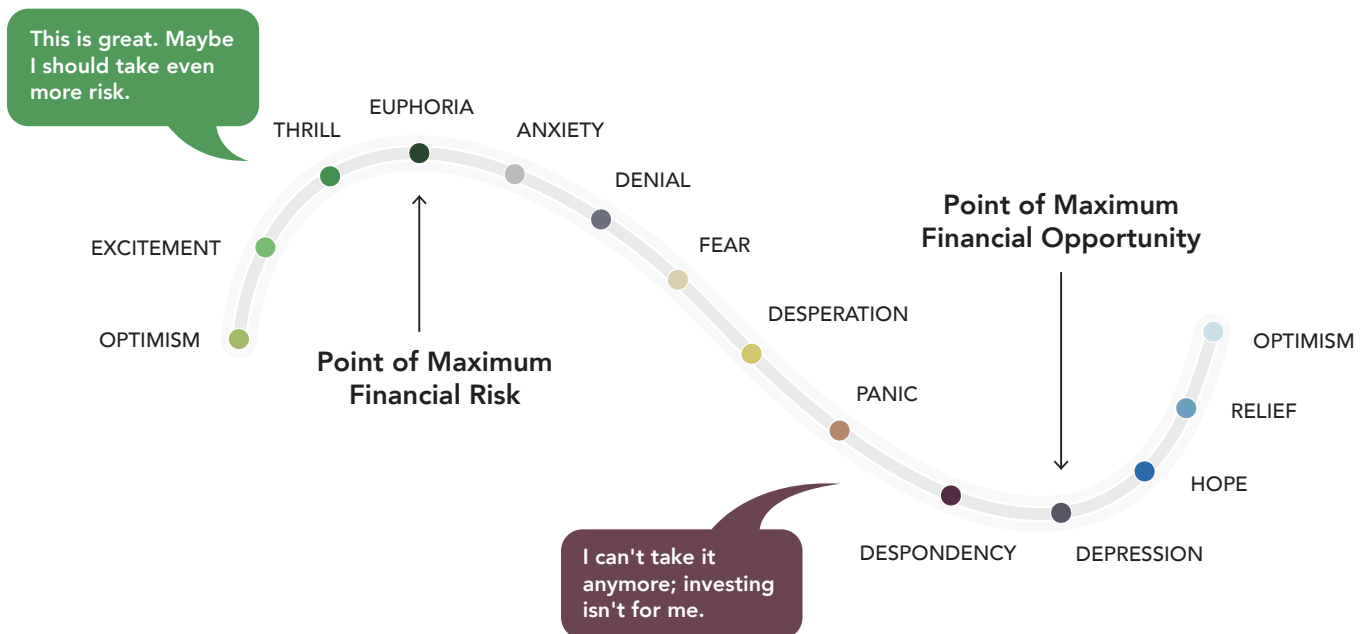 This is great. Maybe
I should take even
more risk.
EUPHORIA
THRILL
ANXIETY
DENIAL
EXCITEMENT
FEAR
OPTIMISM
Point of Maximum
Financial Risk
DESPERATION
PANIC
Point of Maximum
Financial Opportunity
OPTIMISM
RELIEF
HOPE
DESPONDENCY
DEPRESSION
I can't take it
anymore; investing
isn't for me.